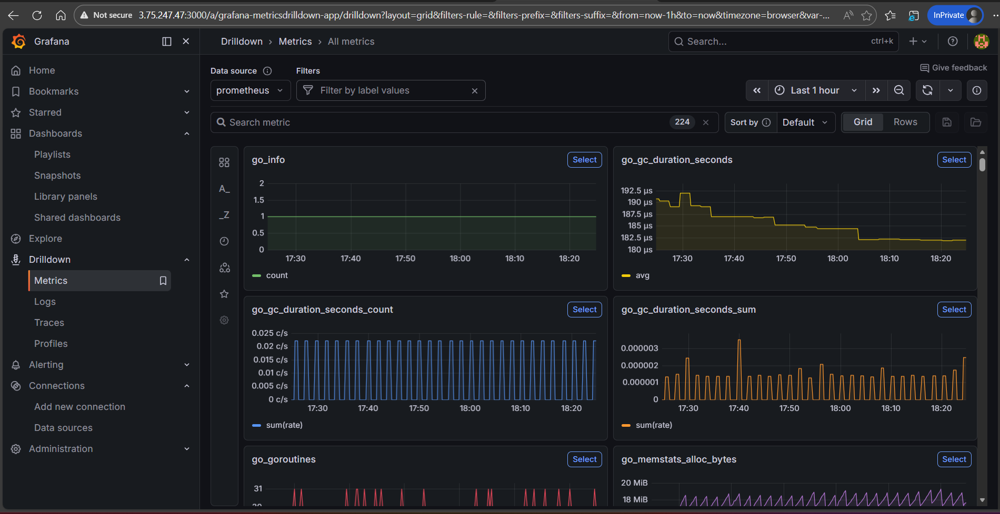 Not secure 3.75.247.47:3000/a/grafana-metricsdrilldown-app/drilldown?layout=grid&filters-rule=&filters-prefix=&filters-suffix=&from=now-1h&to=now&timezone=browser&var-... InPrivate
Grafana
Drilldown › Metrics › All metrics
Search... ctrl+k
Home
Bookmarks
Starred
Dashboards
Playlists
Snapshots
Library panels
Shared dashboards
Explore
Drilldown
Metrics
Logs
Traces
Profiles
Alerting
Connections
Add new connection
Data sources
Administration
Data source Filters
Give feedback
prometheus Filter by label values
Last 1 hour
Search metric 224
Sort by Default Grid Rows
A_
_Z
go_info Select
2
1.5
1
0.5
0
17:30 17:40 17:50 18:00 18:10 18:20
count
go_gc_duration_seconds Select
192.5 µs
190 µs
187.5 µs
185 µs
182.5 µs
180 µs
17:30 17:40 17:50 18:00 18:10 18:20
avg
go_gc_duration_seconds_count Select
0.025 c/s
0.02 c/s
0.015 c/s
0.01 c/s
0.005 c/s
0 c/s
17:30 17:40 17:50 18:00 18:10 18:20
sum(rate)
go_gc_duration_seconds_sum Select
0.000003
0.000002
0.000001
0
17:30 17:40 17:50 18:00 18:10 18:20
sum(rate)
go_goroutines Select
31
go_memstats_alloc_bytes Select
20 MiB
18 MiB